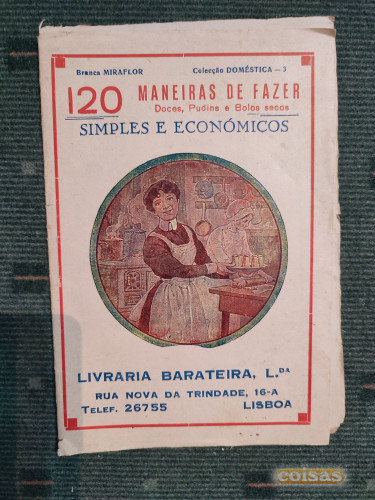 Branca MIRAFLOR Colecção DOMÉSTICA — 3
120 MANEIRAS DE FAZER
Doces, Pudins e Bolos secos
SIMPLES E ECONÓMICOS
LIVRARIA BARATEIRA, L.DA
RUA NOVA DA TRINDADE, 16-A
TELEF. 26755 LISBOA
coisas